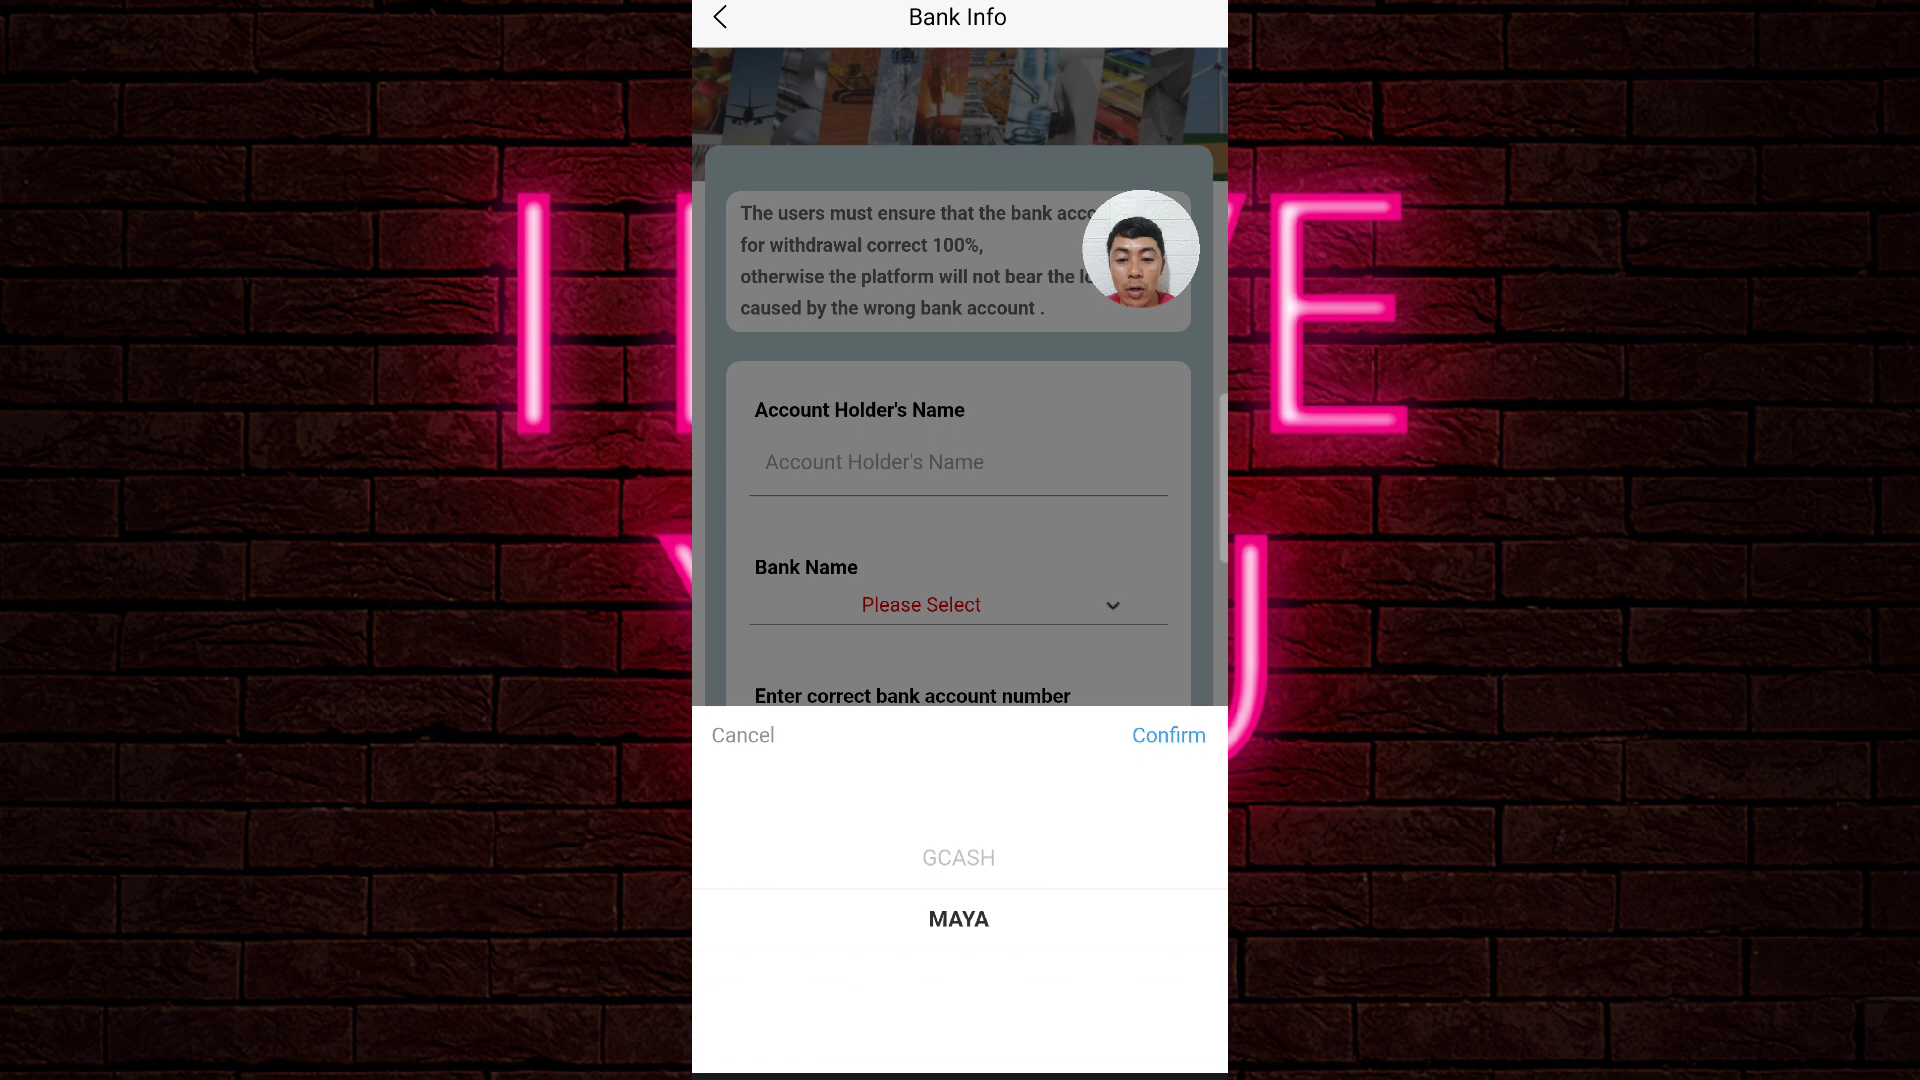 Bank Info
The users must ensure that the bank
for withdrawal correct 100%,
otherwise the platform will not bear the
caused by the wrong bank account .
Account Holder's Name
Account Holder's Name
Bank Name
Please Select
Enter correct bank account number
Cancel
Confirm
GCASH
MAYA